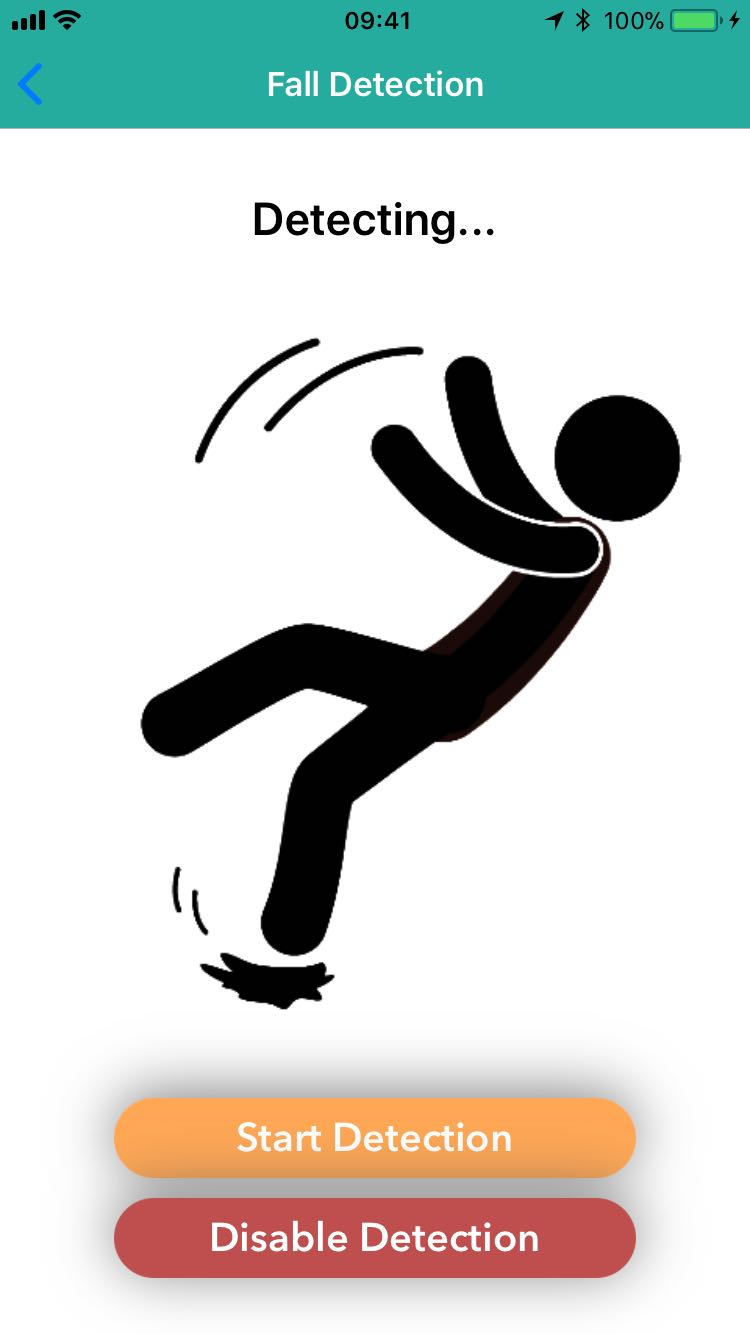 09:41
100%
Fall Detection
Detecting...
Start Detection
Disable Detection